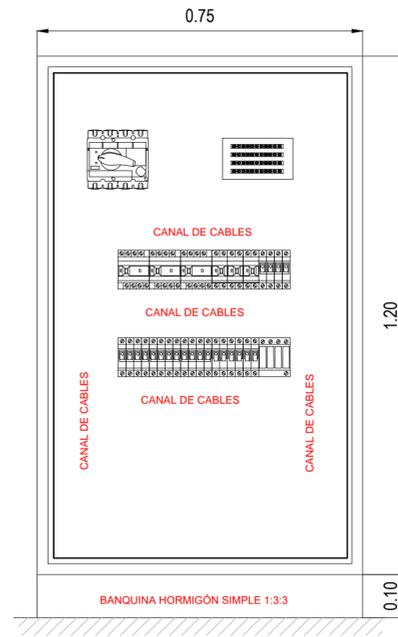 0.75
CANAL DE CABLES
CANAL DE CABLES
CANAL DE CABLES
CANAL DE CABLES
CANAL DE CABLES
1.20
BANQUINA HORMIGÓN SIMPLE 1:3:3
0.10